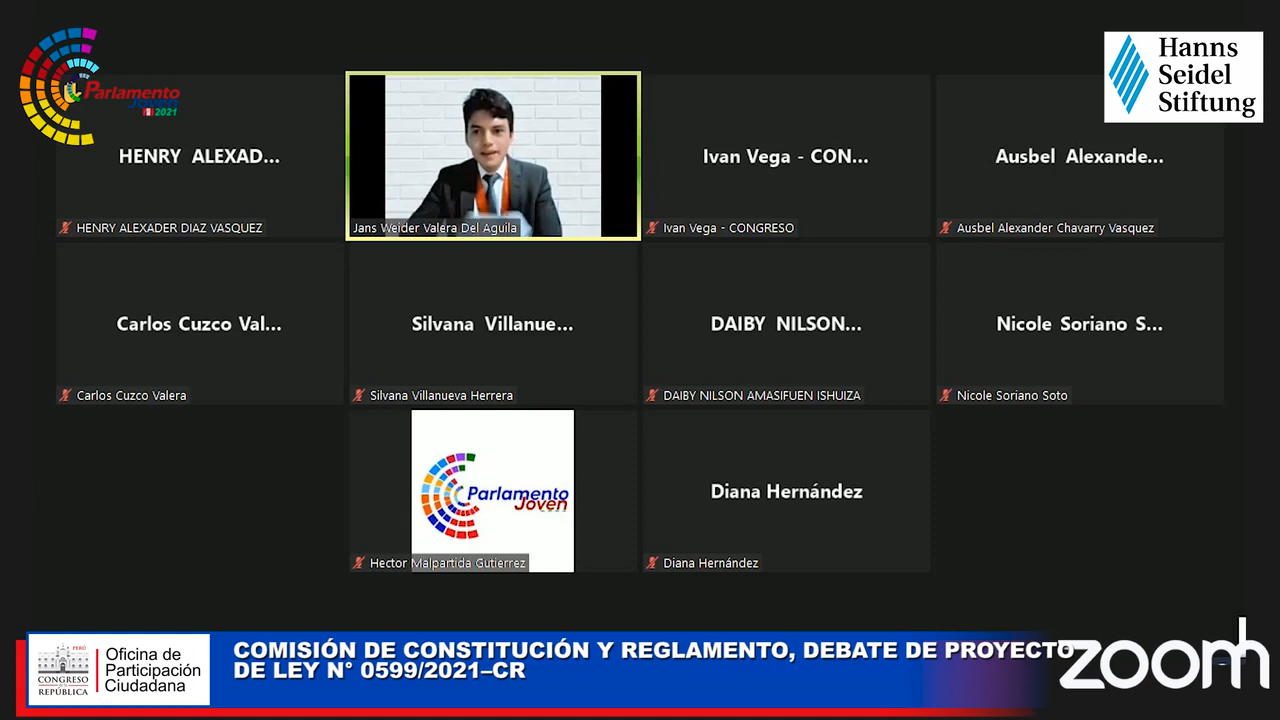 Parlamento
Joven
2021
Hanns
Seidel
Stiftung
HENRY ALEXAD...
Ivan Vega - CON...
Ausbel Alexande...
HENRY ALEXADER DIAZ VASQUEZ
Jans Weider Valera Del Aguila
Ivan Vega - CONGRESO
Ausbel Alexander Chavarry Vasquez
Carlos Cuzco Val...
Silvana Villanue...
DAIBY NILSON...
Nicole Soriano S...
Carlos Cuzco Valera
Silvana Villanueva Herrera
DAIBY NILSON AMASIFUEN ISHUIZA
Nicole Soriano Soto
Parlamento
Joven
Diana Hernández
Hector Malpartida Gutierrez
Diana Hernández
PERÚ
CONGRESO
de la
REPÚBLICA
Oficina de
Participación
Ciudadana
COMISIÓN DE CONSTITUCIÓN Y REGLAMENTO, DEBATE DE PROYECTO
DE LEY N° 0599/2021–CR
zoom